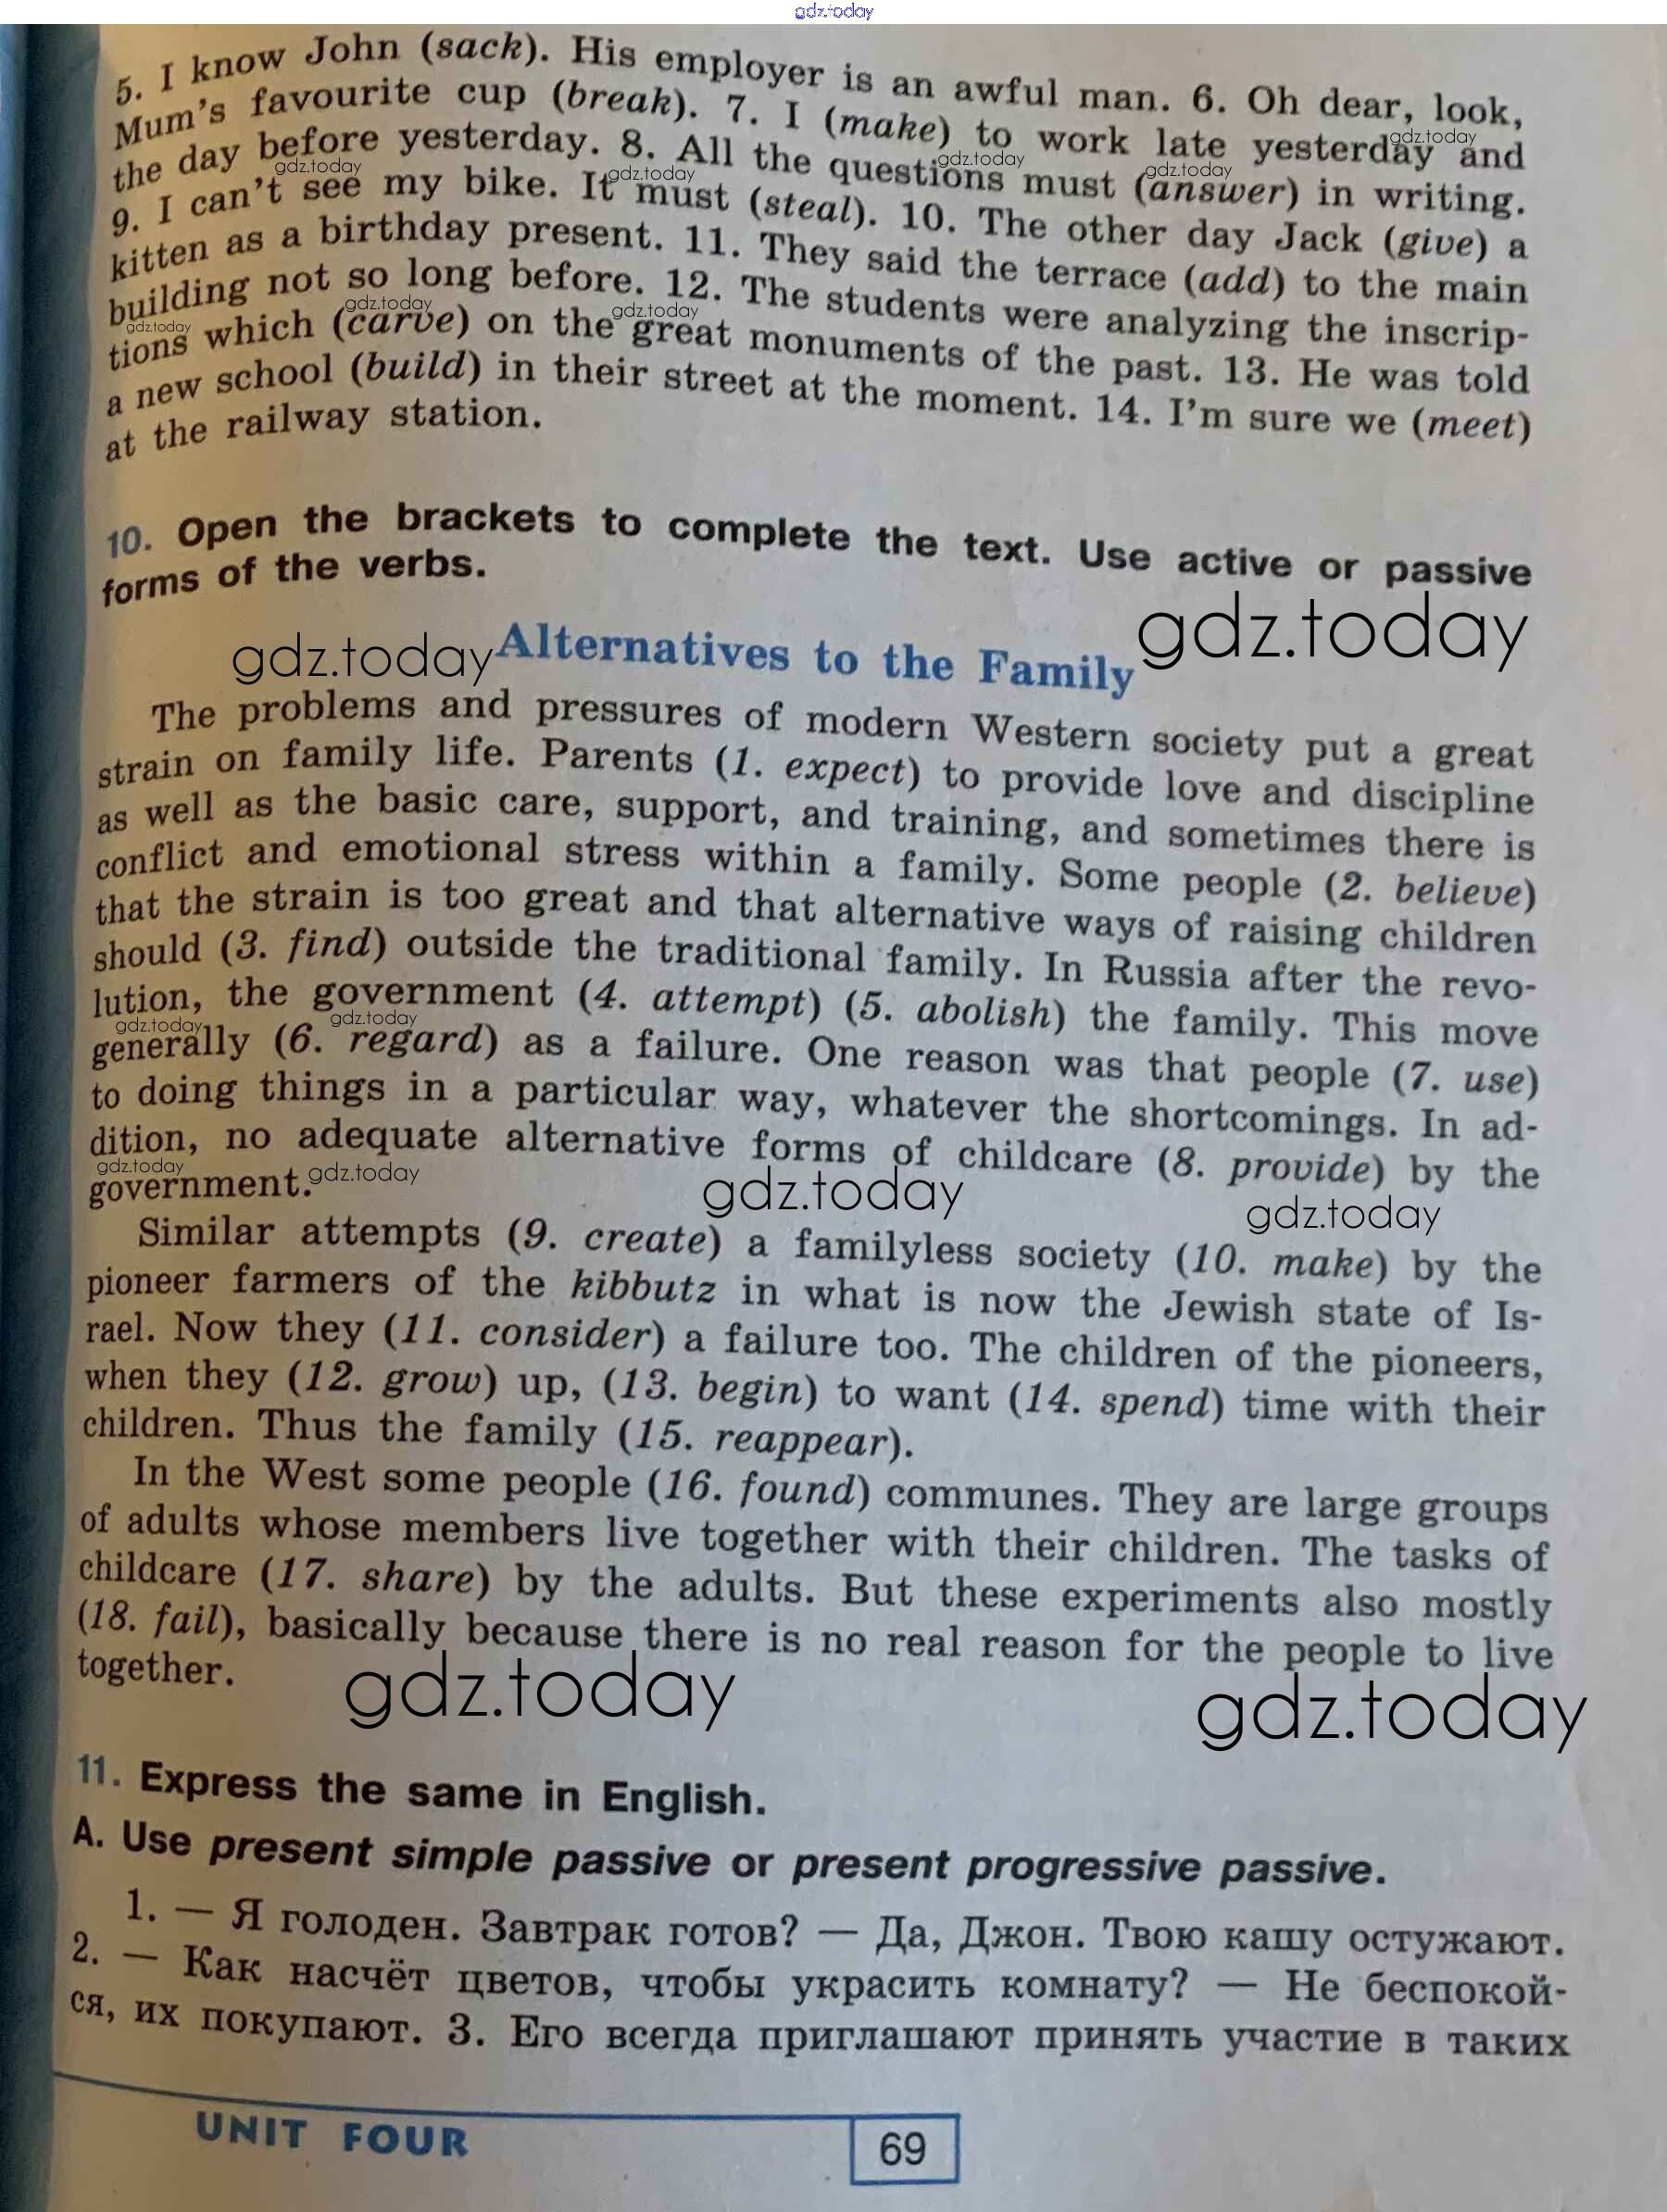 gdz.today
5. I know John (sack). His employer is an awful man. 6. Oh dear, look,
Mum's favourite cup (break). 7. I (make) to work late yesterday and
the day before yesterday. 8. All the questions must (answer) in writing.
9. I can't see my bike. It must (steal). 10. The other day Jack (give) a
kitten as a birthday present. 11. They said the terrace (add) to the main
building not so long before. 12. The students were analyzing the inscrip-
tions which (carve) on the great monuments of the past. 13. He was told
a new school (build) in their street at the moment. 14. I'm sure we (meet)
at the railway station.
10. Open the brackets to complete the text. Use active or passive
forms of the verbs.
gdz.today
gdz.today
Alternatives to the Family
The problems and pressures of modern Western society put a great
strain on family life. Parents (1. expect) to provide love and discipline
as well as the basic care, support, and training, and sometimes there is
conflict and emotional stress within a family. Some people (2. believe)
that the strain is too great and that alternative ways of raising children
should (3. find) outside the traditional family. In Russia after the revo-
lution, the government (4. attempt) (5. abolish) the family. This move
generally (6. regard) as a failure. One reason was that people (7. use)
to doing things in a particular way, whatever the shortcomings. In ad-
dition, no adequate alternative forms of childcare (8. provide) by the
government.
gdz.today
gdz.today
gdz.today
Similar attempts (9. create) a familyless society (10. make) by the
pioneer farmers of the kibbutz in what is now the Jewish state of Is-
rael. Now they (11. consider) a failure too. The children of the pioneers,
when they (12. grow) up, (13. begin) to want (14. spend) time with their
children. Thus the family (15. reappear).
In the West some people (16. found) communes. They are large groups
of adults whose members live together with their children. The tasks of
childcare (17. share) by the adults. But these experiments also mostly
(18. fail), basically because there is no real reason for the people to live
together.
gdz.today
gdz.today
11. Express the same in English.
A. Use present simple passive or present progressive passive.
1. — Я голоден. Завтрак готов? — Да, Джон. Твою кашу остужают.
2. — Как насчёт цветов, чтобы украсить комнату? — Не беспокой-
ся, их покупают. 3. Его всегда приглашают принять участие в таких
UNIT FOUR
69